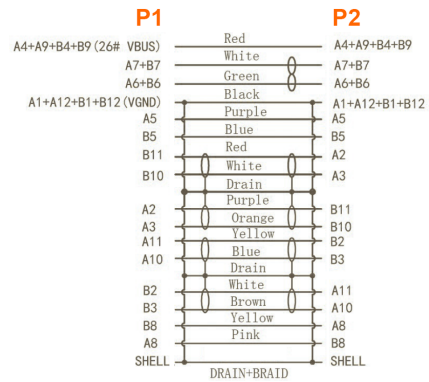 P1 P2
A4+A9+B4+B9(26# VBUS) Red A4+A9+B4+B9
A7+B7 White A7+B7
A6+B6 Green A6+B6
A1+A12+B1+B12(VGND) Black A1+A12+B1+B12
A5 Purple A5
B5 Blue B5
B11 Red A2
B10 White A3
Drain
A2 Purple B11
A3 Orange B10
A11 Yellow B2
A10 Blue B3
Drain
B2 White A11
B3 Brown A10
B8 Yellow A8
A8 Pink B8
SHELL SHELL
DRAIN+BRAID